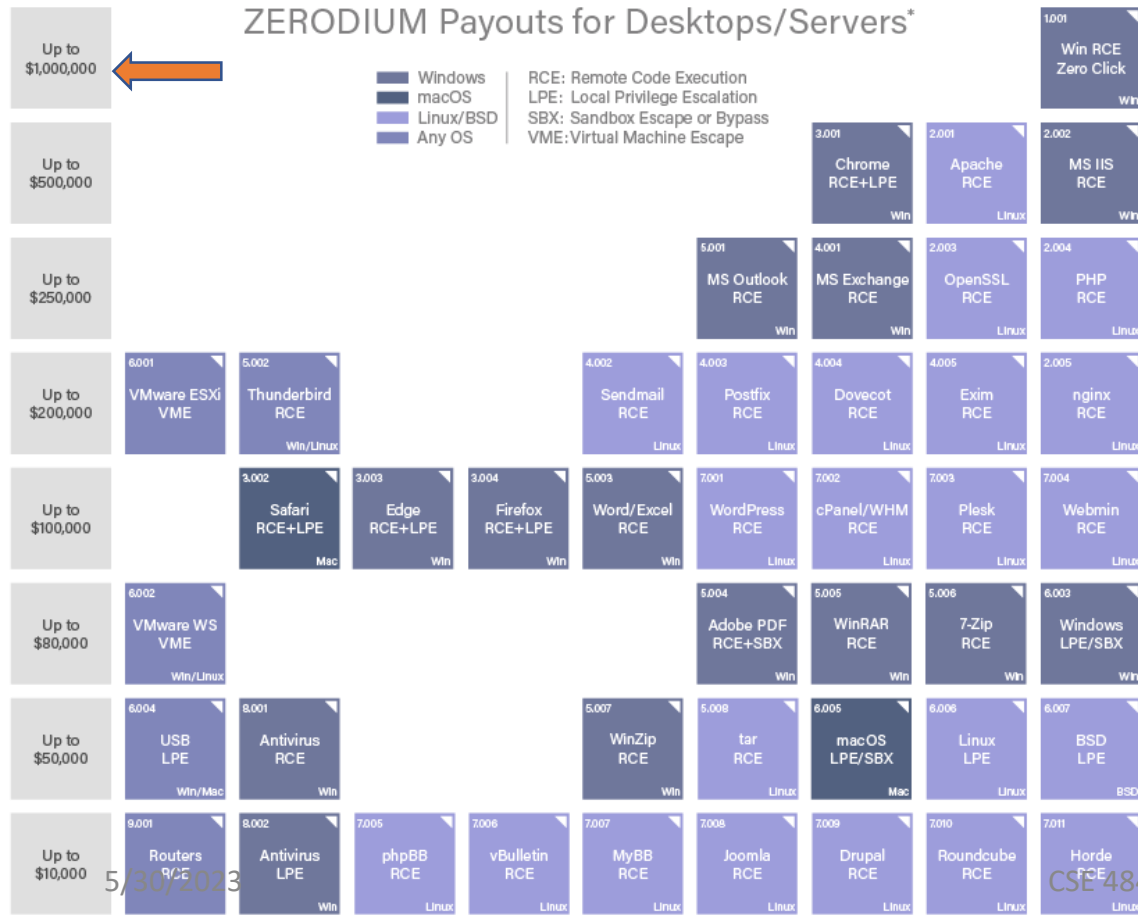 ZERODIUM Payouts for Desktops/Servers*
Windows
macOS
Linux/BSD
Any OS
RCE: Remote Code Execution
LPE: Local Privilege Escalation
SBX: Sandbox Escape or Bypass
VME: Virtual Machine Escape
Up to
$1,000,000
1.001
Win RCE
Zero Click
Win
Up to
$500,000
3.001
Chrome
RCE+LPE
Win
2.001
Apache
RCE
Linux
2.002
MS IIS
RCE
Win
Up to
$250,000
5.001
MS Outlook
RCE
Win
4.001
MS Exchange
RCE
Win
2.003
OpenSSL
RCE
Linux
2.004
PHP
RCE
Linux
Up to
$200,000
6.001
VMware ESXi
VME
5.002
Thunderbird
RCE
Win/Linux
4.002
Sendmail
RCE
Linux
4.003
Postfix
RCE
Linux
4.004
Dovecot
RCE
Linux
4.005
Exim
RCE
Linux
2.005
nginx
RCE
Linux
Up to
$100,000
3.002
Safari
RCE+LPE
Mac
3.003
Edge
RCE+LPE
Win
3.004
Firefox
RCE+LPE
Win
5.003
Word/Excel
RCE
Win
7.001
WordPress
RCE
Linux
7.002
cPanel/WHM
RCE
Linux
7.003
Plesk
RCE
Linux
7.004
Webmin
RCE
Linux
Up to
$80,000
6.002
VMware WS
VME
Win/Linux
5.004
Adobe PDF
RCE+SBX
Win
5.005
WinRAR
RCE
Win
5.006
7-Zip
RCE
Win
6.003
Windows
LPE/SBX
Win
Up to
$50,000
6.004
USB
LPE
Win/Mac
8.001
Antivirus
RCE
Win
5.007
WinZip
RCE
Win
5.008
tar
RCE
Linux
6.005
macOS
LPE/SBX
Mac
6.006
Linux
LPE
Linux
6.007
BSD
LPE
BSD
Up to
$10,000
9.001
Routers
RCE
8.002
Antivirus
LPE
Win
7.005
phpBB
RCE
Linux
7.006
vBulletin
RCE
Linux
7.007
MyBB
RCE
Linux
7.008
Joomla
RCE
Linux
7.009
Drupal
RCE
Linux
7.010
Roundcube
RCE
Linux
7.011
Horde
RCE
Linux
5/30/2023
CSE 484